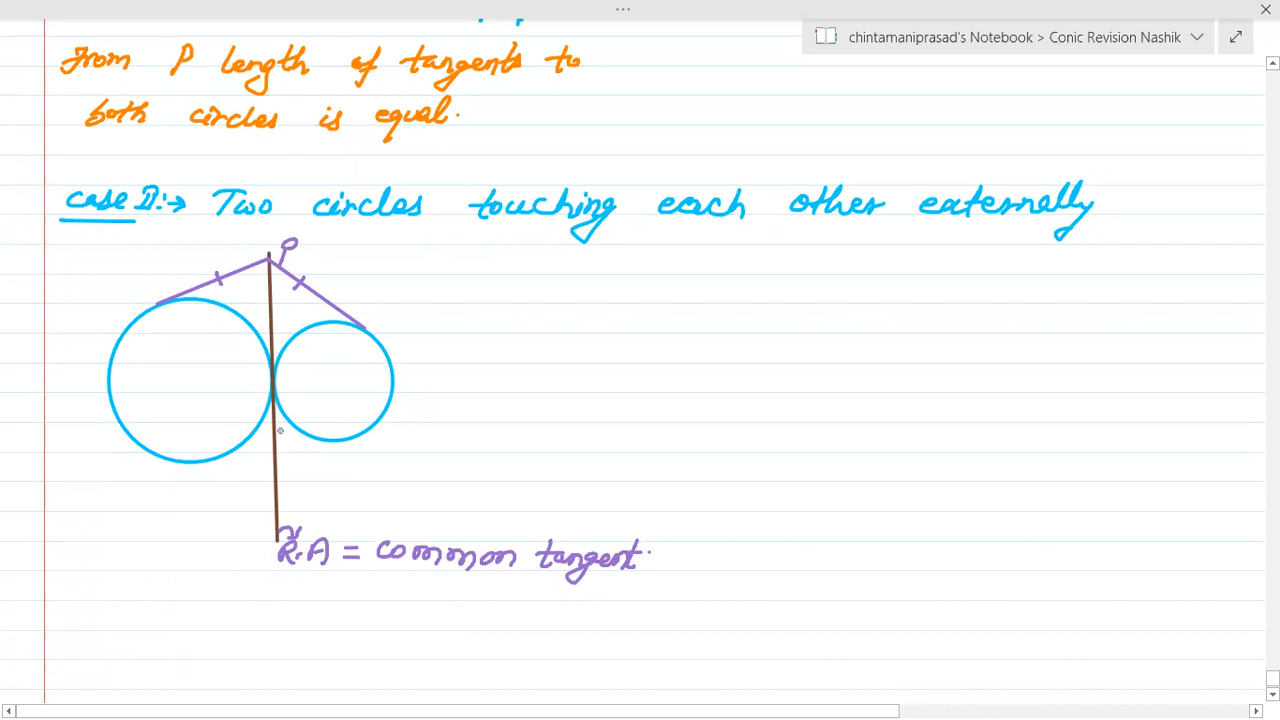 chintamaniprasad's Notebook > Conic Revision Nashik
From P length of tangents to
both circles is equal.
case II:→ Two circles touching each other externally
P
R.A = common tangent.